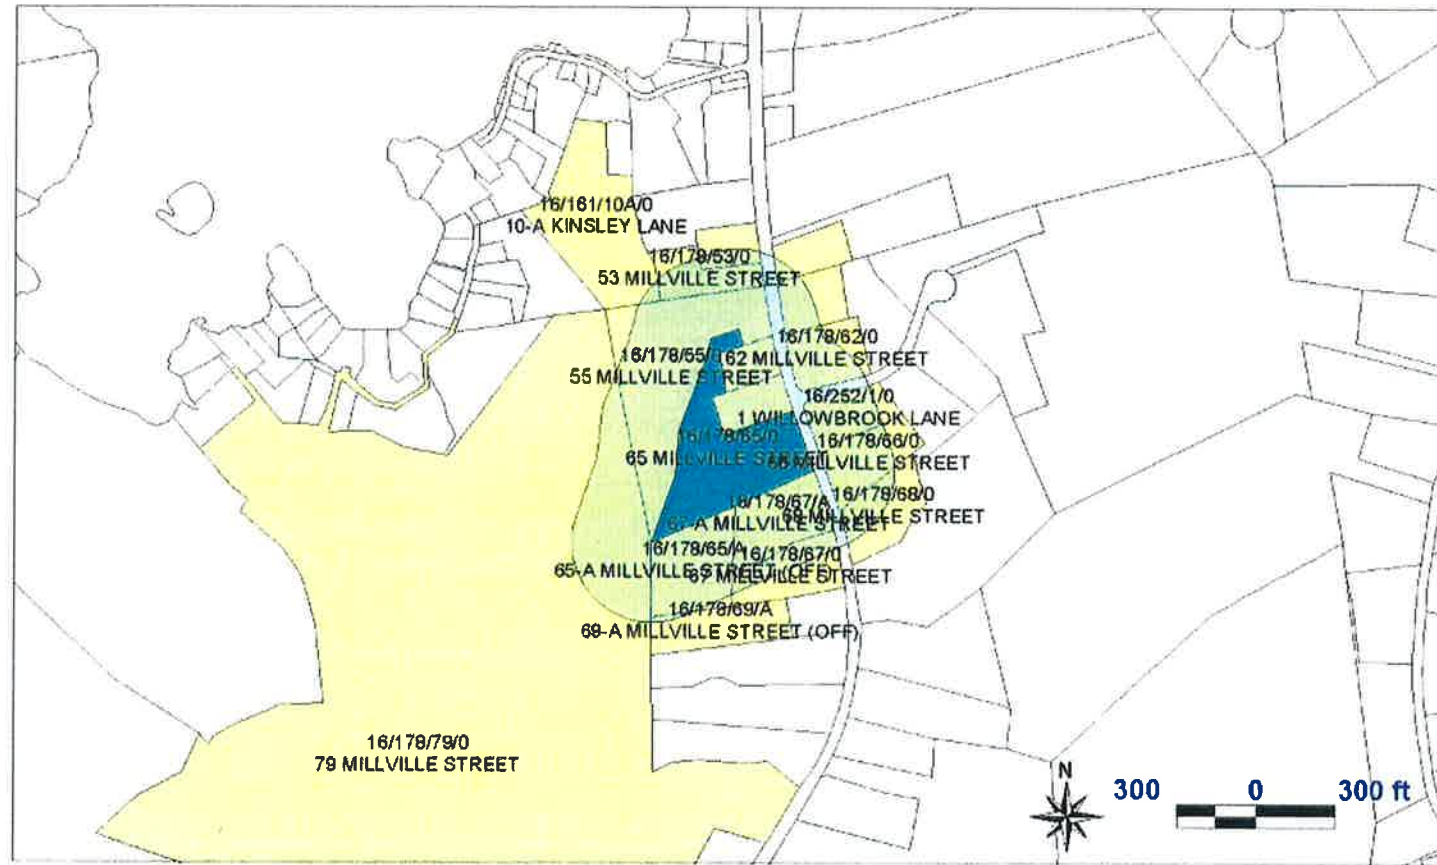 16/161/10A/0
10-A KINSLEY LANE
16/178/53/0
53 MILLVILLE STREET
16/178/62/0
62 MILLVILLE STREET
16/178/55/0
55 MILLVILLE STREET
16/252/1/0
1 WILLOWBROOK LANE
16/178/65/0
65 MILLVILLE STREET
16/178/66/0
66 MILLVILLE STREET
16/178/67/A
67-A MILLVILLE STREET
16/178/68/0
68 MILLVILLE STREET
16/178/65/A
65-A MILLVILLE STREET (OFF)
16/178/67/0
67 MILLVILLE STREET
16/178/69/A
69-A MILLVILLE STREET (OFF)
16/178/79/0
79 MILLVILLE STREET
N
300 0 300 ft